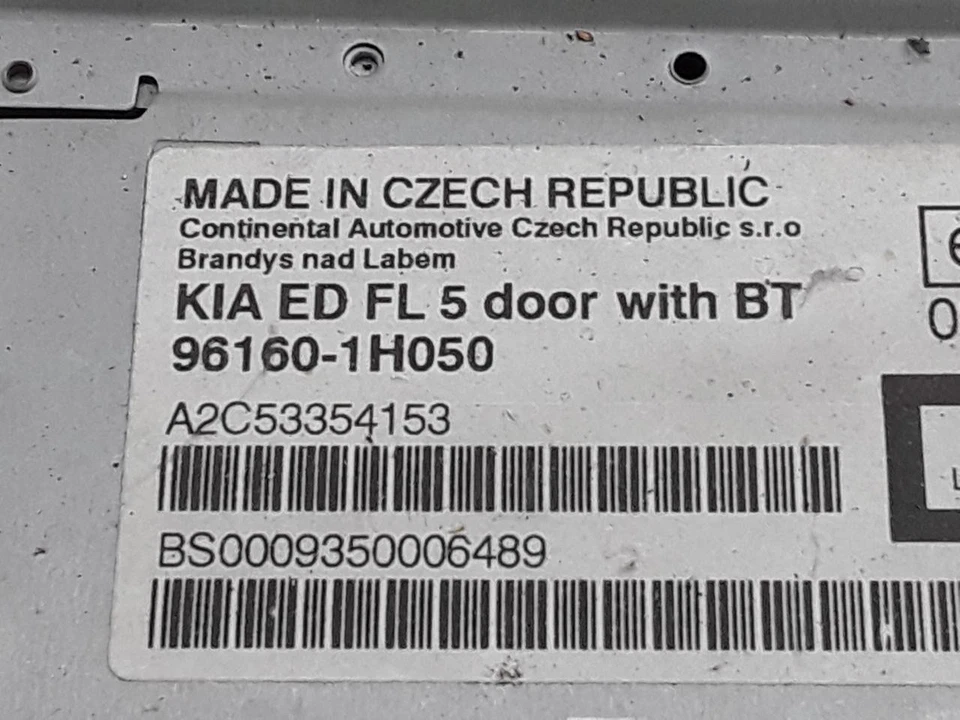 MADE IN CZECH REPUBLIC
Continental Automotive Czech Republic s.r.o
Brandys nad Labem
KIA ED FL 5 door with BT
96160-1H050
A2C53354153
BS0009350006489
0
L